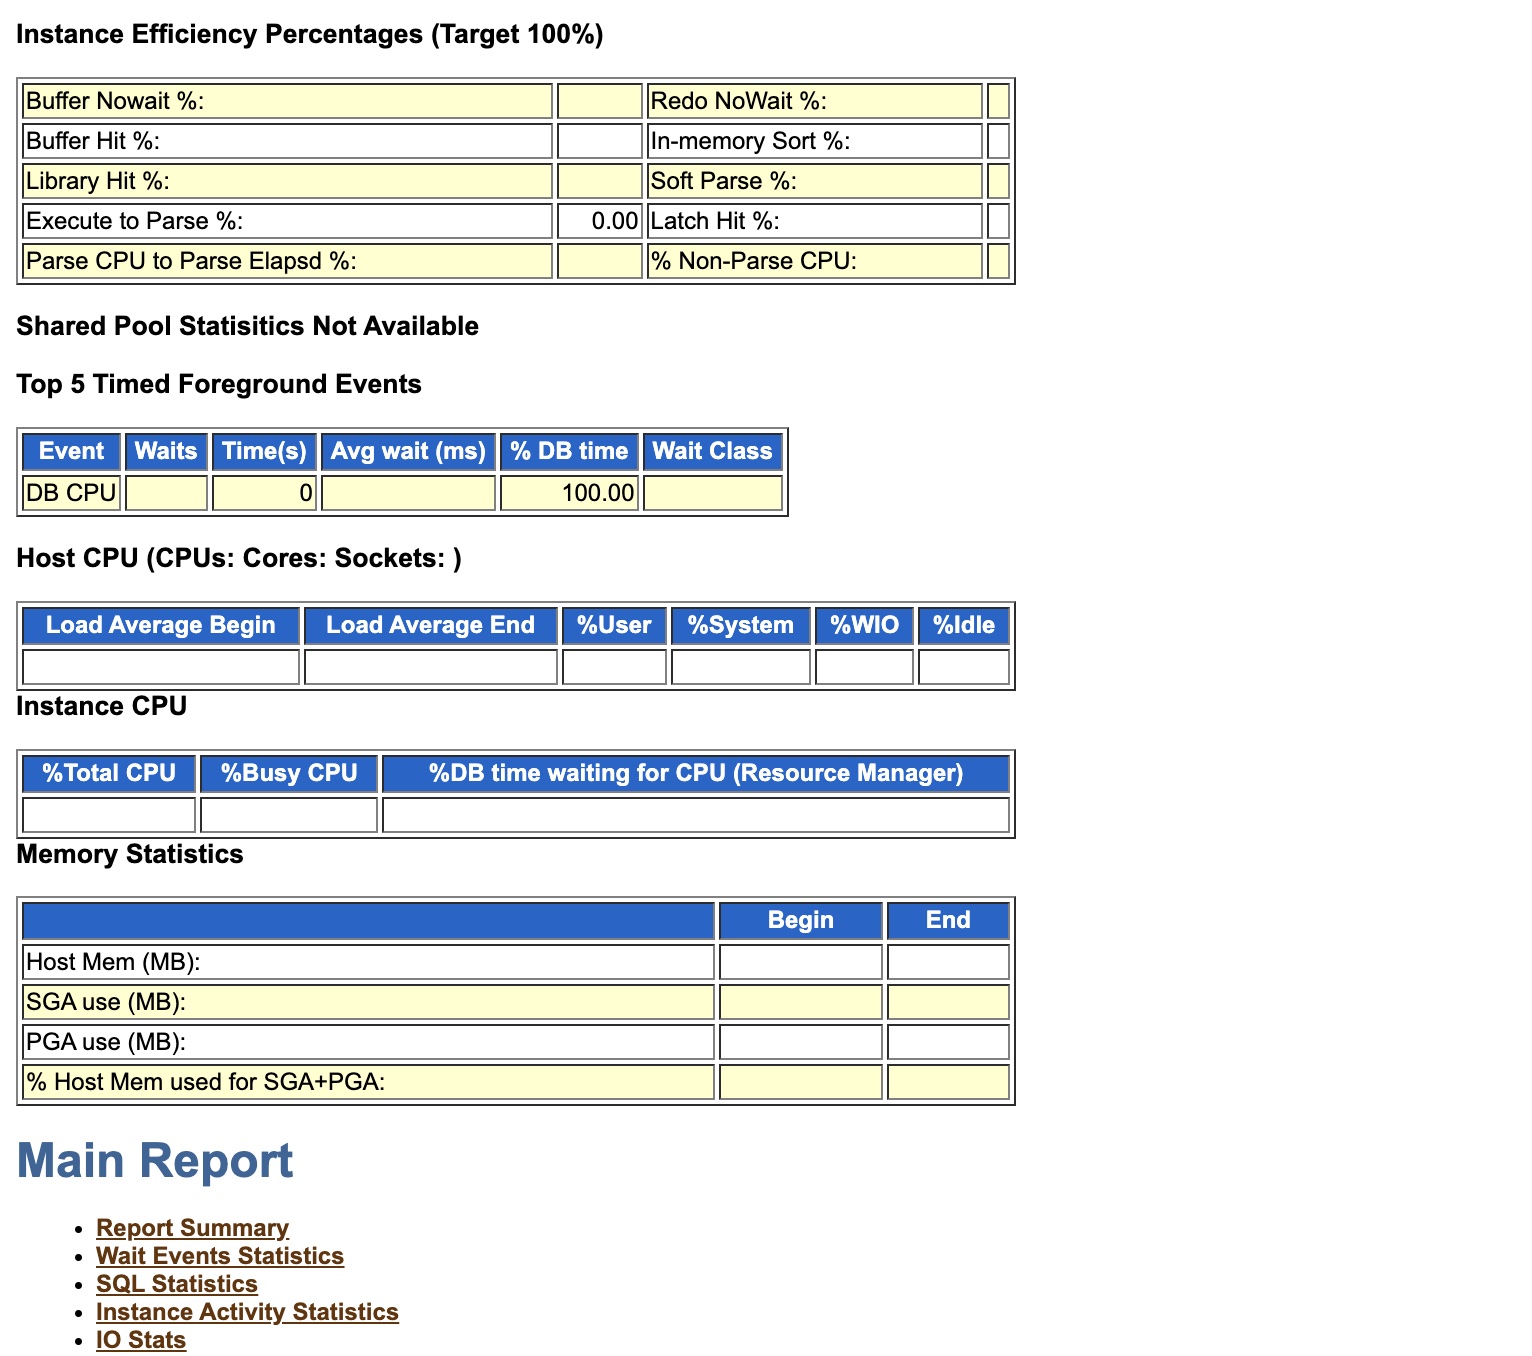 Instance Efficiency Percentages (Target 100%)
Buffer Nowait %: Redo NoWait %:
Buffer Hit %: In-memory Sort %:
Library Hit %: Soft Parse %:
Execute to Parse %: 0.00 Latch Hit %:
Parse CPU to Parse Elapsd %: % Non-Parse CPU:
Shared Pool Statisitics Not Available
Top 5 Timed Foreground Events
Event Waits Time(s) Avg wait (ms) % DB time Wait Class
DB CPU 0 100.00
Host CPU (CPUs: Cores: Sockets: )
Load Average Begin Load Average End %User %System %WIO %Idle
Instance CPU
%Total CPU %Busy CPU %DB time waiting for CPU (Resource Manager)
Memory Statistics
Begin End
Host Mem (MB):
SGA use (MB):
PGA use (MB):
% Host Mem used for SGA+PGA:
Main Report
• Report Summary
• Wait Events Statistics
• SQL Statistics
• Instance Activity Statistics
• IO Stats